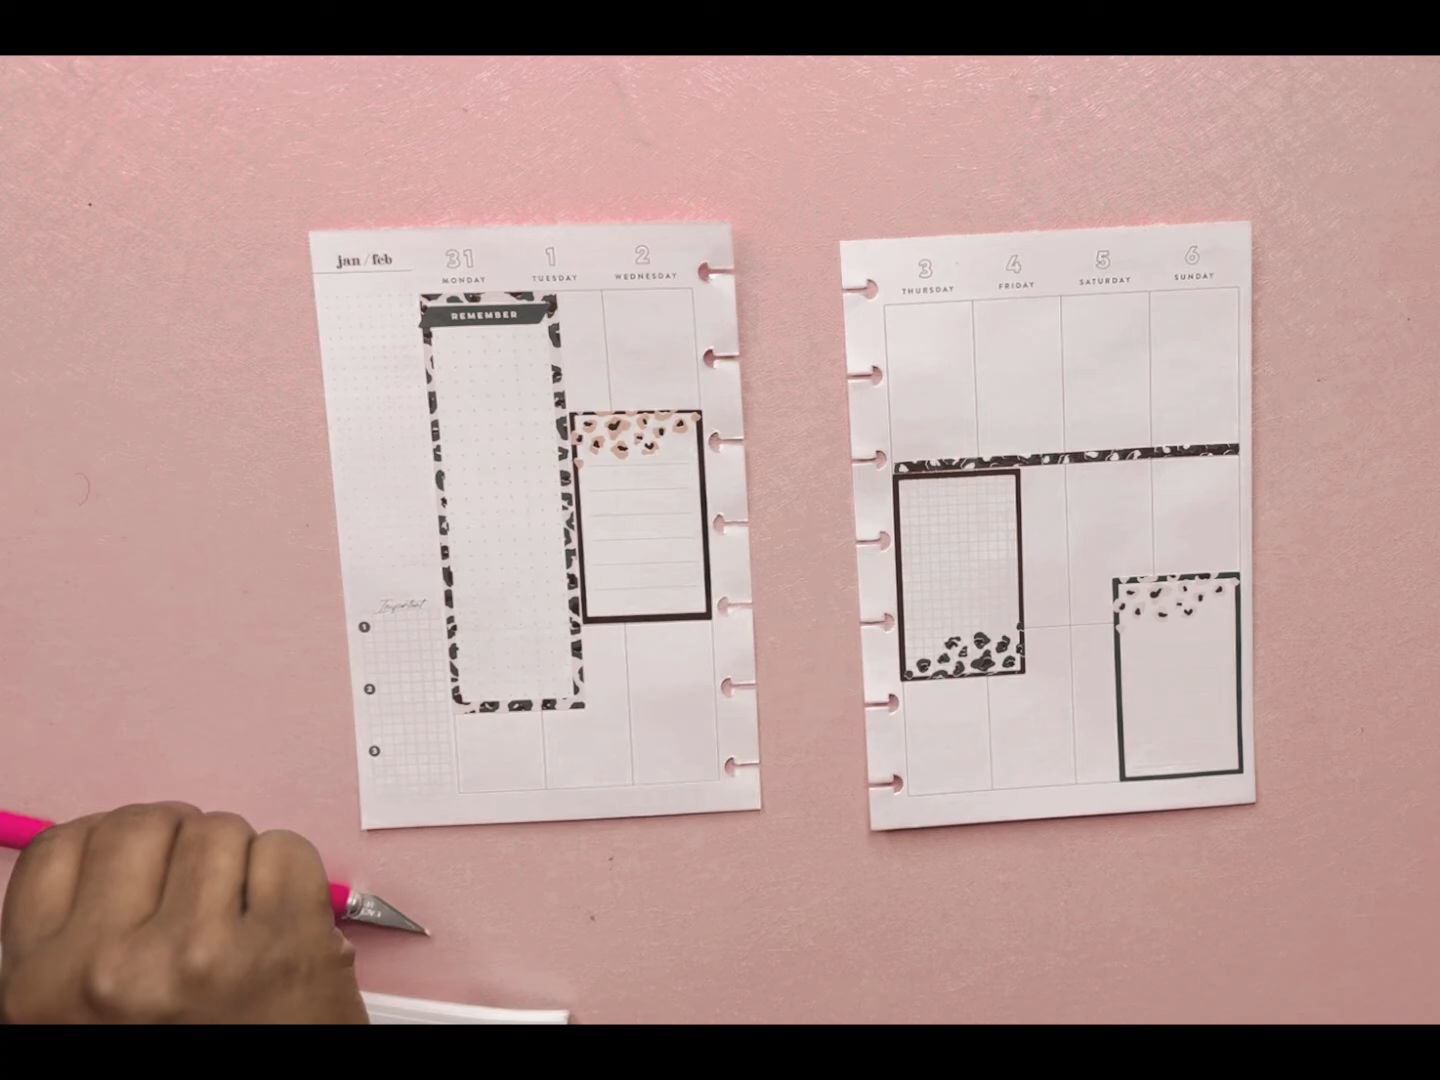 jan/feb
31 1 2
MONDAY TUESDAY WEDNESDAY
REMEMBER
Important
1
2
3
3 4 5 6
THURSDAY FRIDAY SATURDAY SUNDAY